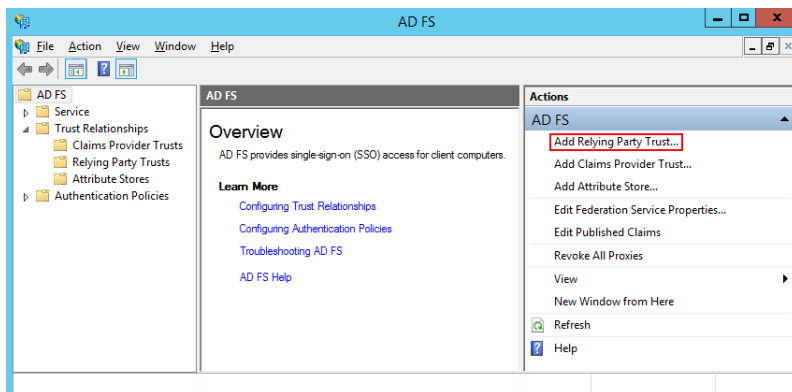 AD FS
File Action View Window Help
AD FS
Service
Trust Relationships
Claims Provider Trusts
Relying Party Trusts
Attribute Stores
Authentication Policies
AD FS
Overview
AD FS provides single-sign-on (SSO) access for client computers.
Learn More
Configuring Trust Relationships
Configuring Authentication Policies
Troubleshooting AD FS
AD FS Help
Actions
AD FS
Add Relying Party Trust...
Add Claims Provider Trust...
Add Attribute Store...
Edit Federation Service Properties...
Edit Published Claims
Revoke All Proxies
View
New Window from Here
Refresh
Help